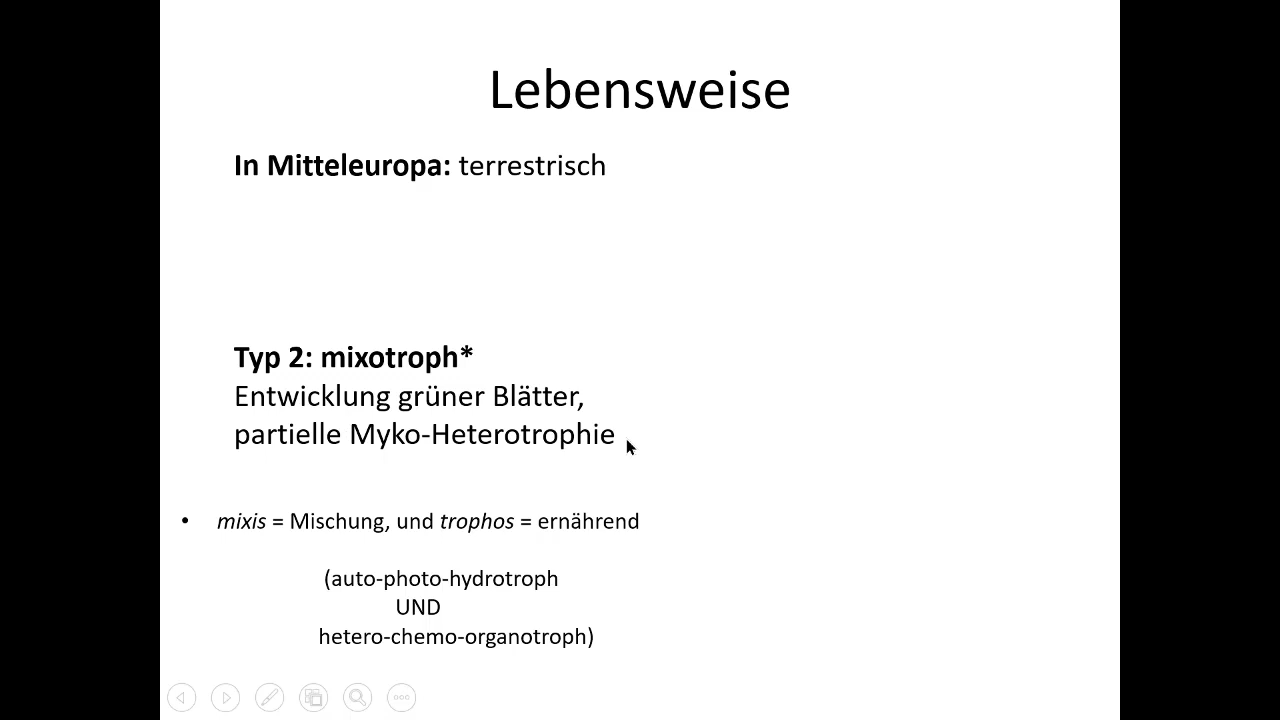 Lebensweise
In Mitteleuropa: terrestrisch
Typ 2: mixotroph*
Entwicklung grüner Blätter,
partielle Myko-Heterotrophie
• mixis = Mischung, und trophos = ernährend
(auto-photo-hydrotroph
UND
hetero-chemo-organotroph)